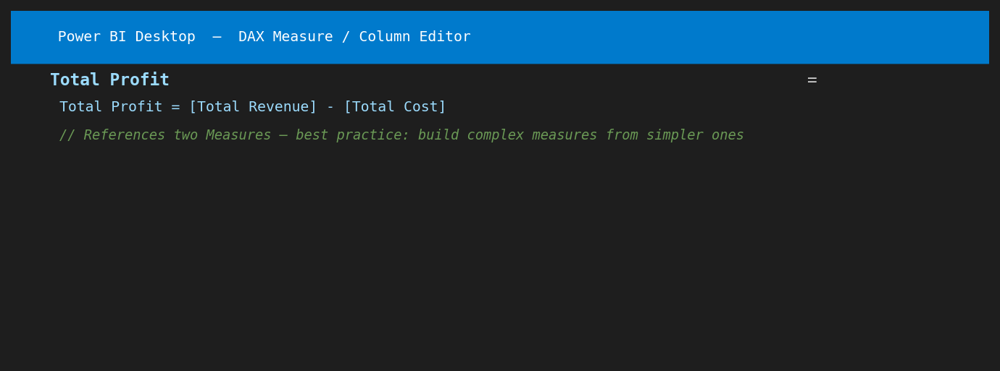 Power BI Desktop – DAX Measure / Column Editor
Total Profit =
Total Profit = [Total Revenue] - [Total Cost]
// References two Measures – best practice: build complex measures from simpler ones